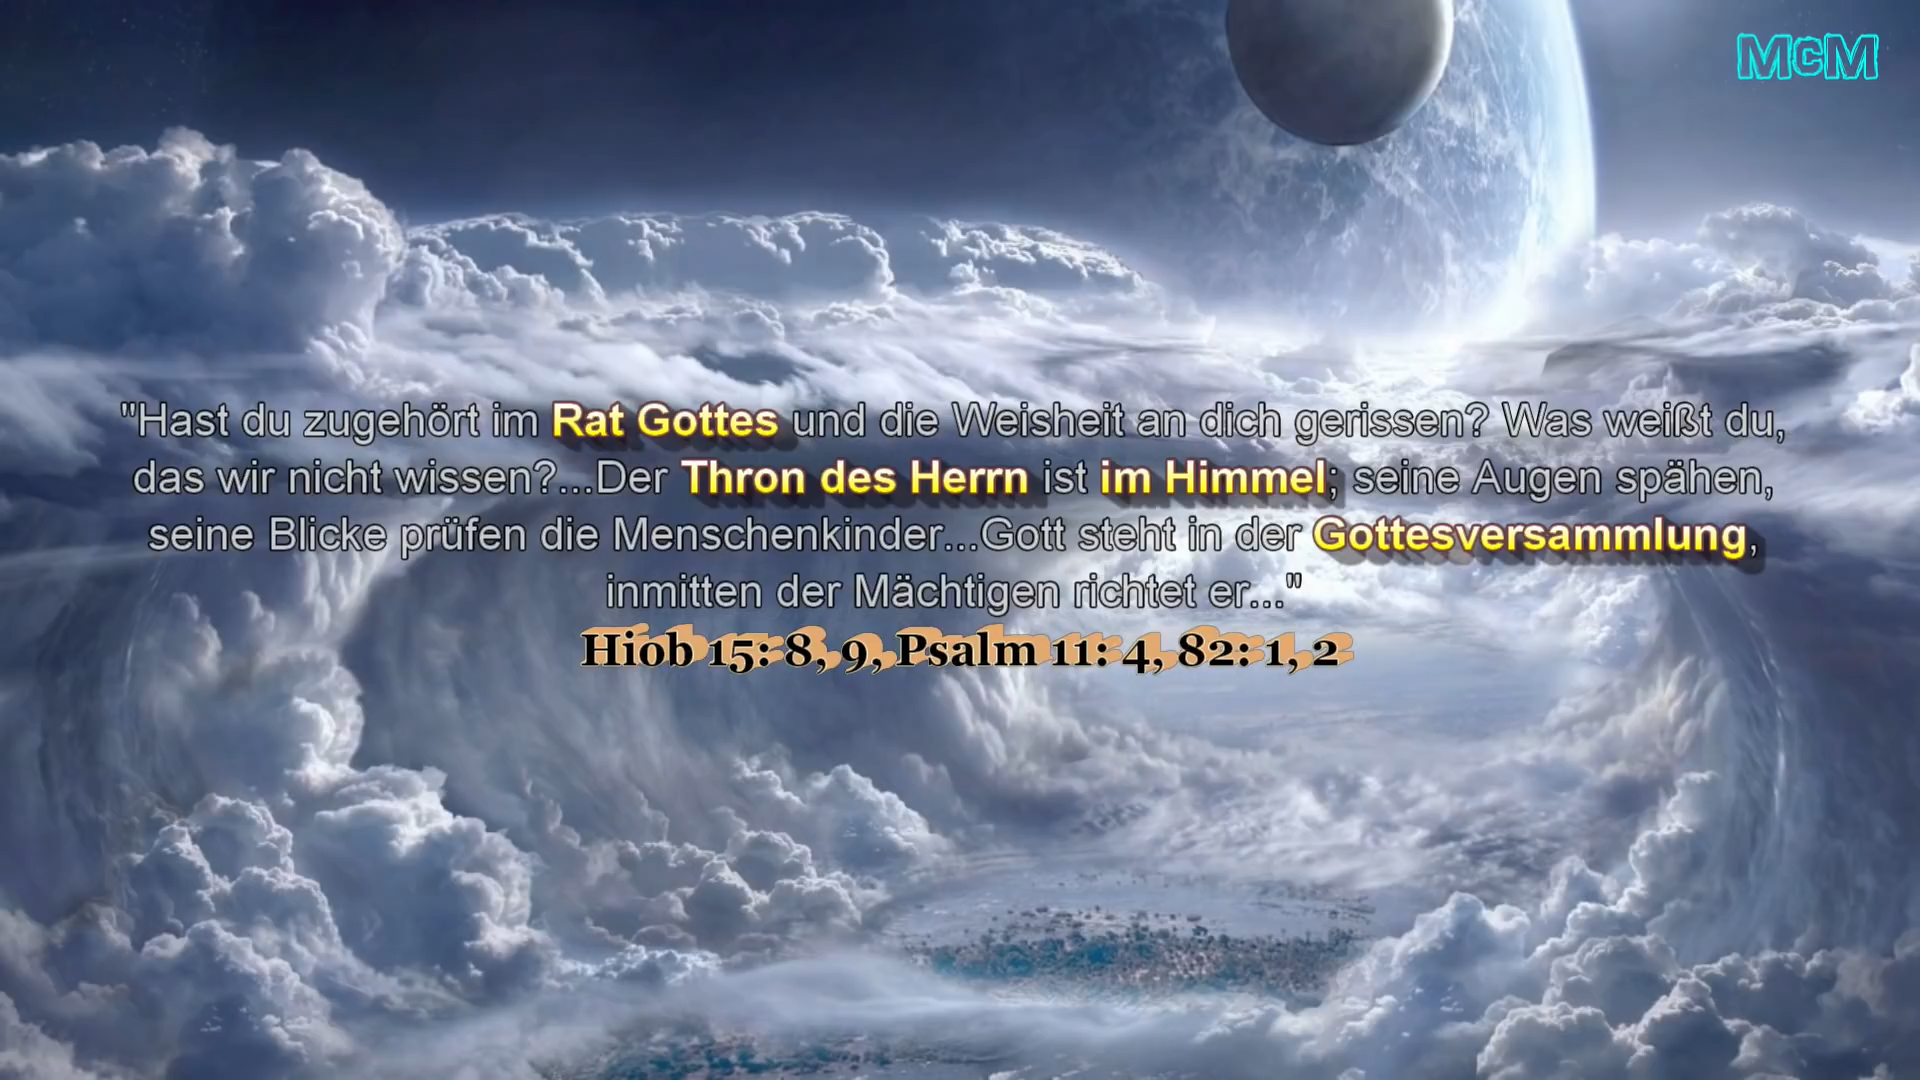 McM
"Hast du zugehört im Rat Gottes und die Weisheit an dich gerissen? Was weißt du,
das wir nicht wissen?...Der Thron des Herrn ist im Himmel; seine Augen spähen,
seine Blicke prüfen die Menschenkinder...Gott steht in der Gottesversammlung,
inmitten der Mächtigen richtet er..."
Hiob 15: 8, 9, Psalm 11: 4, 82: 1, 2